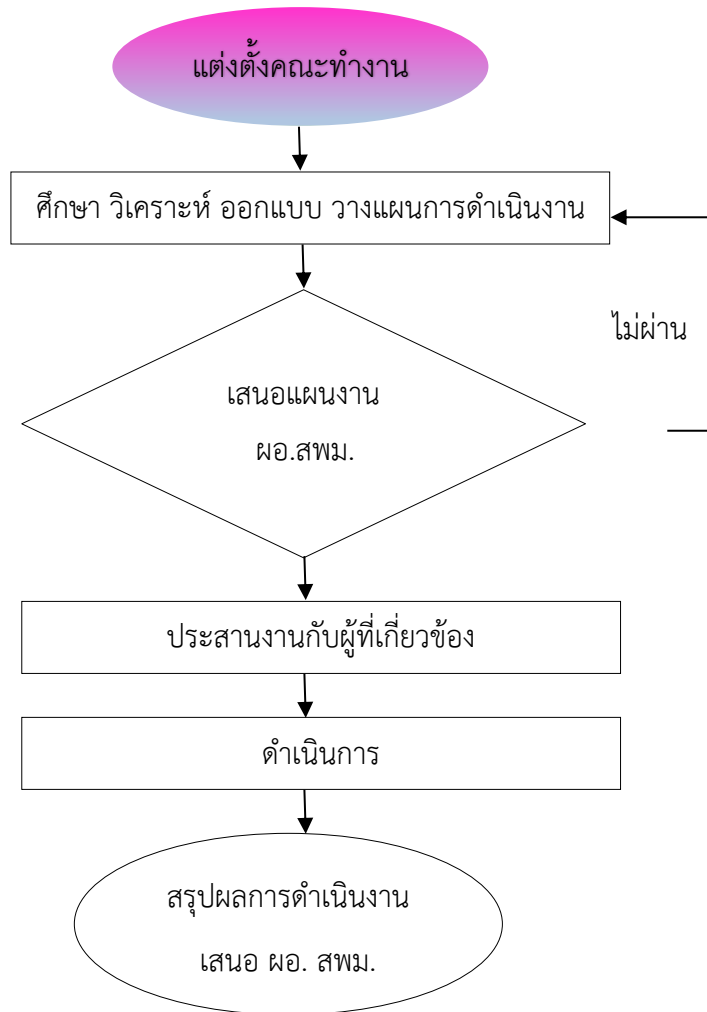 แต่งตั้งคณะทำงาน
ศึกษา วิเคราะห์ ออกแบบ วางแผนการดำเนินงาน
ไม่ผ่าน
เสนอแผนงาน
ผอ.สพม.
ประสานงานกับผู้ที่เกี่ยวข้อง
ดำเนินการ
สรุปผลการดำเนินงาน
เสนอ ผอ. สพม.